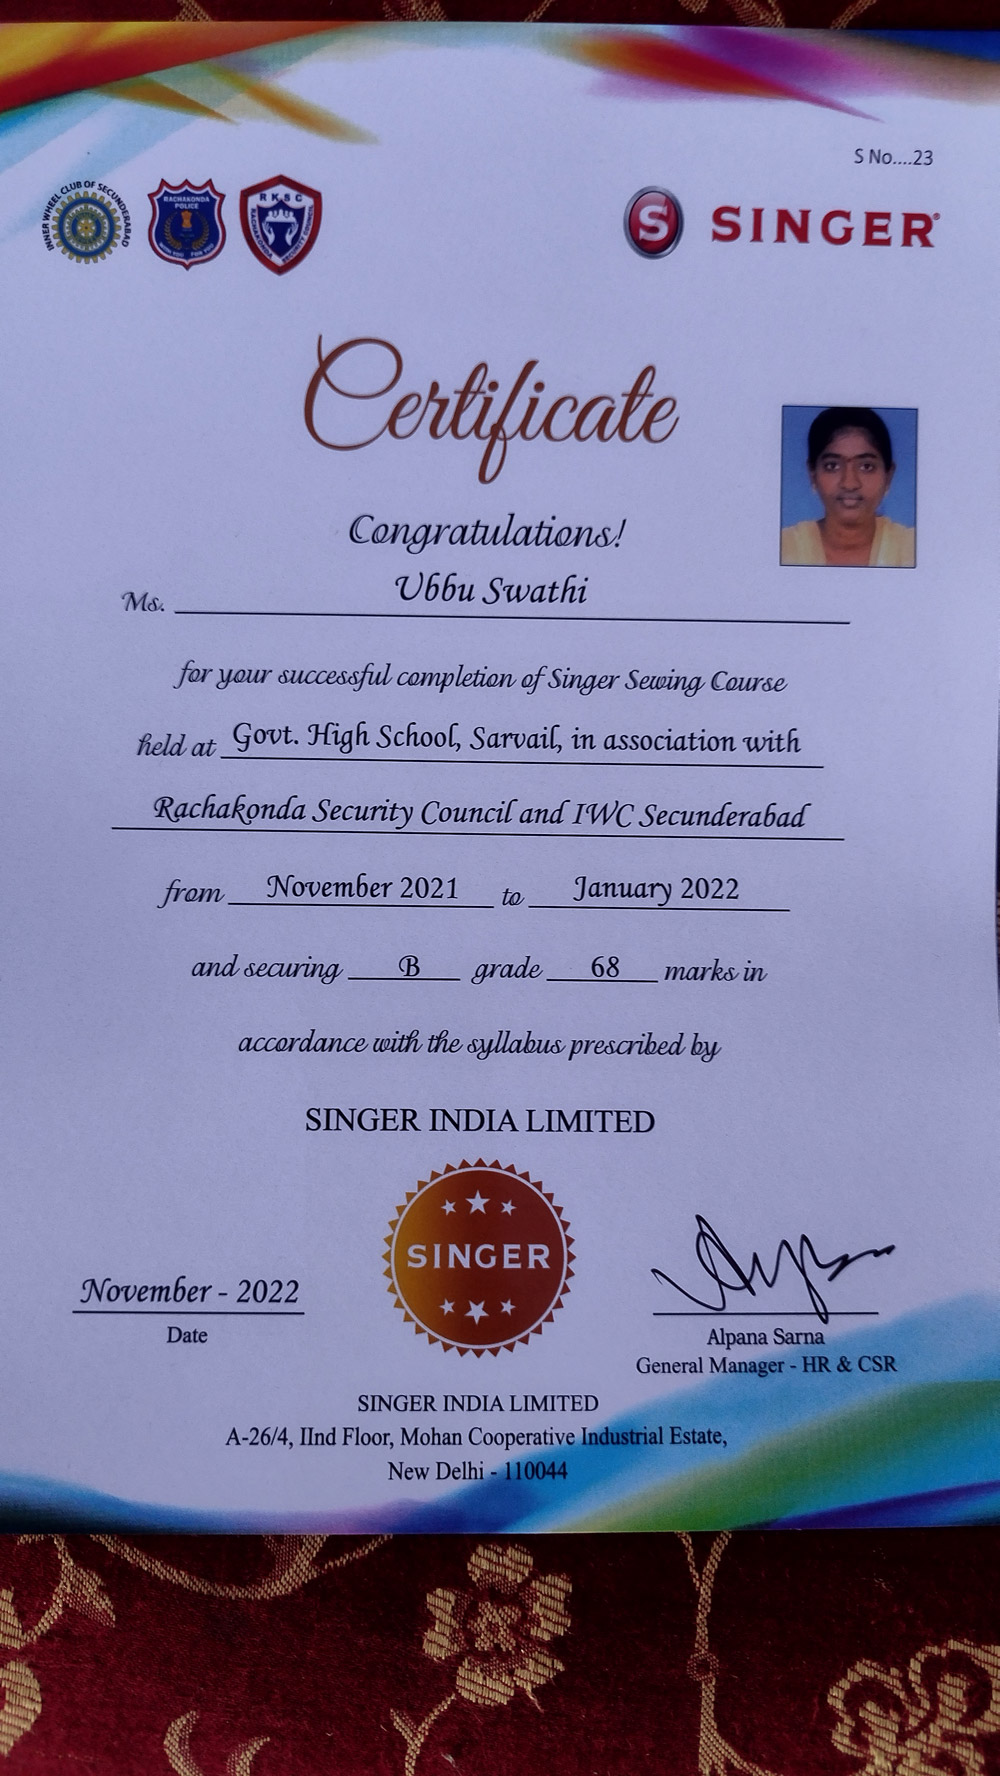 S No....23
INNER WHEEL CLUB OF SECUNDERABAD
RACHAKONDA
POLICE
RKSC
RACHAKONDA SECURITY COUNCIL
S SINGER®
Certificate
Congratulations!
Ms. Ubbu Swathi
for your successful completion of Singer Sewing Course
held at Govt. High School, Sarvail, in association with
Rachakonda Security Council and IWC Secunderabad
from November 2021 to January 2022
and securing B grade 68 marks in
accordance with the syllabus prescribed by
SINGER INDIA LIMITED
SINGER
November - 2022
Date
Alpana Sarna
General Manager - HR & CSR
SINGER INDIA LIMITED
A-26/4, IInd Floor, Mohan Cooperative Industrial Estate,
New Delhi - 110044